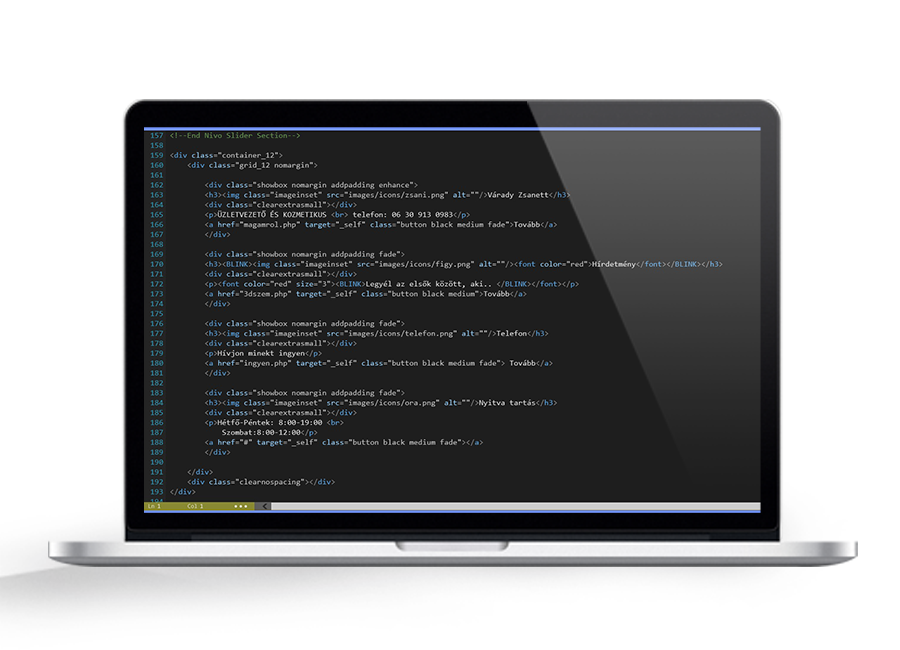 157 <!--End Nivo Slider Section-->
158
159 <div class="container_12">
160 <div class="grid_12 nomargin">
161
162 <div class="showbox nomargin addpadding enhance">
163 <h3><img class="imageinset" src="images/icons/zsani.png" alt=""/>Várady Zsanett</h3>
164 <div class="clearextrasmall"></div>
165 <p>ÜZLETVEZETŐ ÉS KOZMETIKUS <br> telefon: 06 30 913 0983</p>
166 <a href="magamrol.php" target="_self" class="button black medium fade">Tovább</a>
167 </div>
168
169 <div class="showbox nomargin addpadding fade">
170 <h3><BLINK><img class="imageinset" src="images/icons/figy.png" alt=""/><font color="red">Hírdetmény</font></BLINK></h3>
171 <div class="clearextrasmall"></div>
172 <p><font color="red" size="3"><BLINK>Legyél az elsők között, aki.. </BLINK></font></p>
173 <a href="3dszem.php" target="_self" class="button black medium">Tovább</a>
174 </div>
175
176 <div class="showbox nomargin addpadding fade">
177 <h3><img class="imageinset" src="images/icons/telefon.png" alt=""/>Telefon</h3>
178 <div class="clearextrasmall"></div>
179 <p>Hívjon minekt ingyen</p>
180 <a href="ingyen.php" target="_self" class="button black medium fade"> Tovább</a>
181 </div>
182
183 <div class="showbox nomargin addpadding fade">
184 <h3><img class="imageinset" src="images/icons/ora.png" alt=""/>Nyitva tartás</h3>
185 <div class="clearextrasmall"></div>
186 <p>Hétfő-Péntek: 8:00-19:00 <br>
187 Szombat:8:00-12:00</p>
188 <a href="#" target="_self" class="button black medium fade"></a>
189 </div>
190
191 </div>
192 <div class="clearnospacing"></div>
193 </div>
194
Ln 1 Col 1